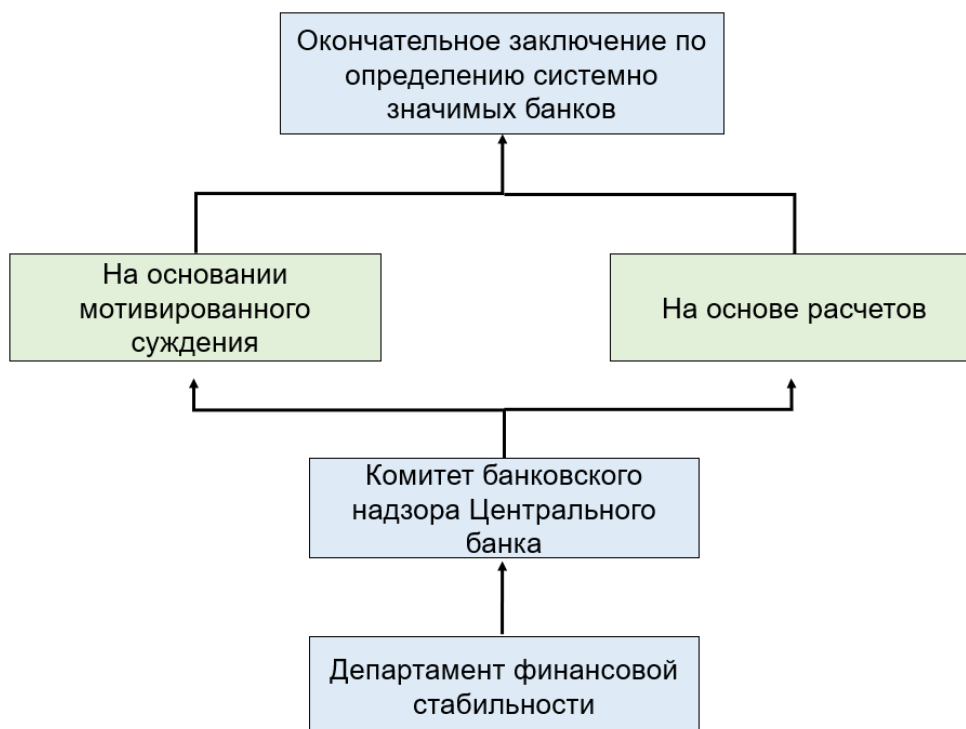 Окончательное заключение по
определению системно
значимых банков
На основании
мотивированного
суждения
На основе расчетов
Комитет банковского
надзора Центрального
банка
Департамент финансовой
стабильности